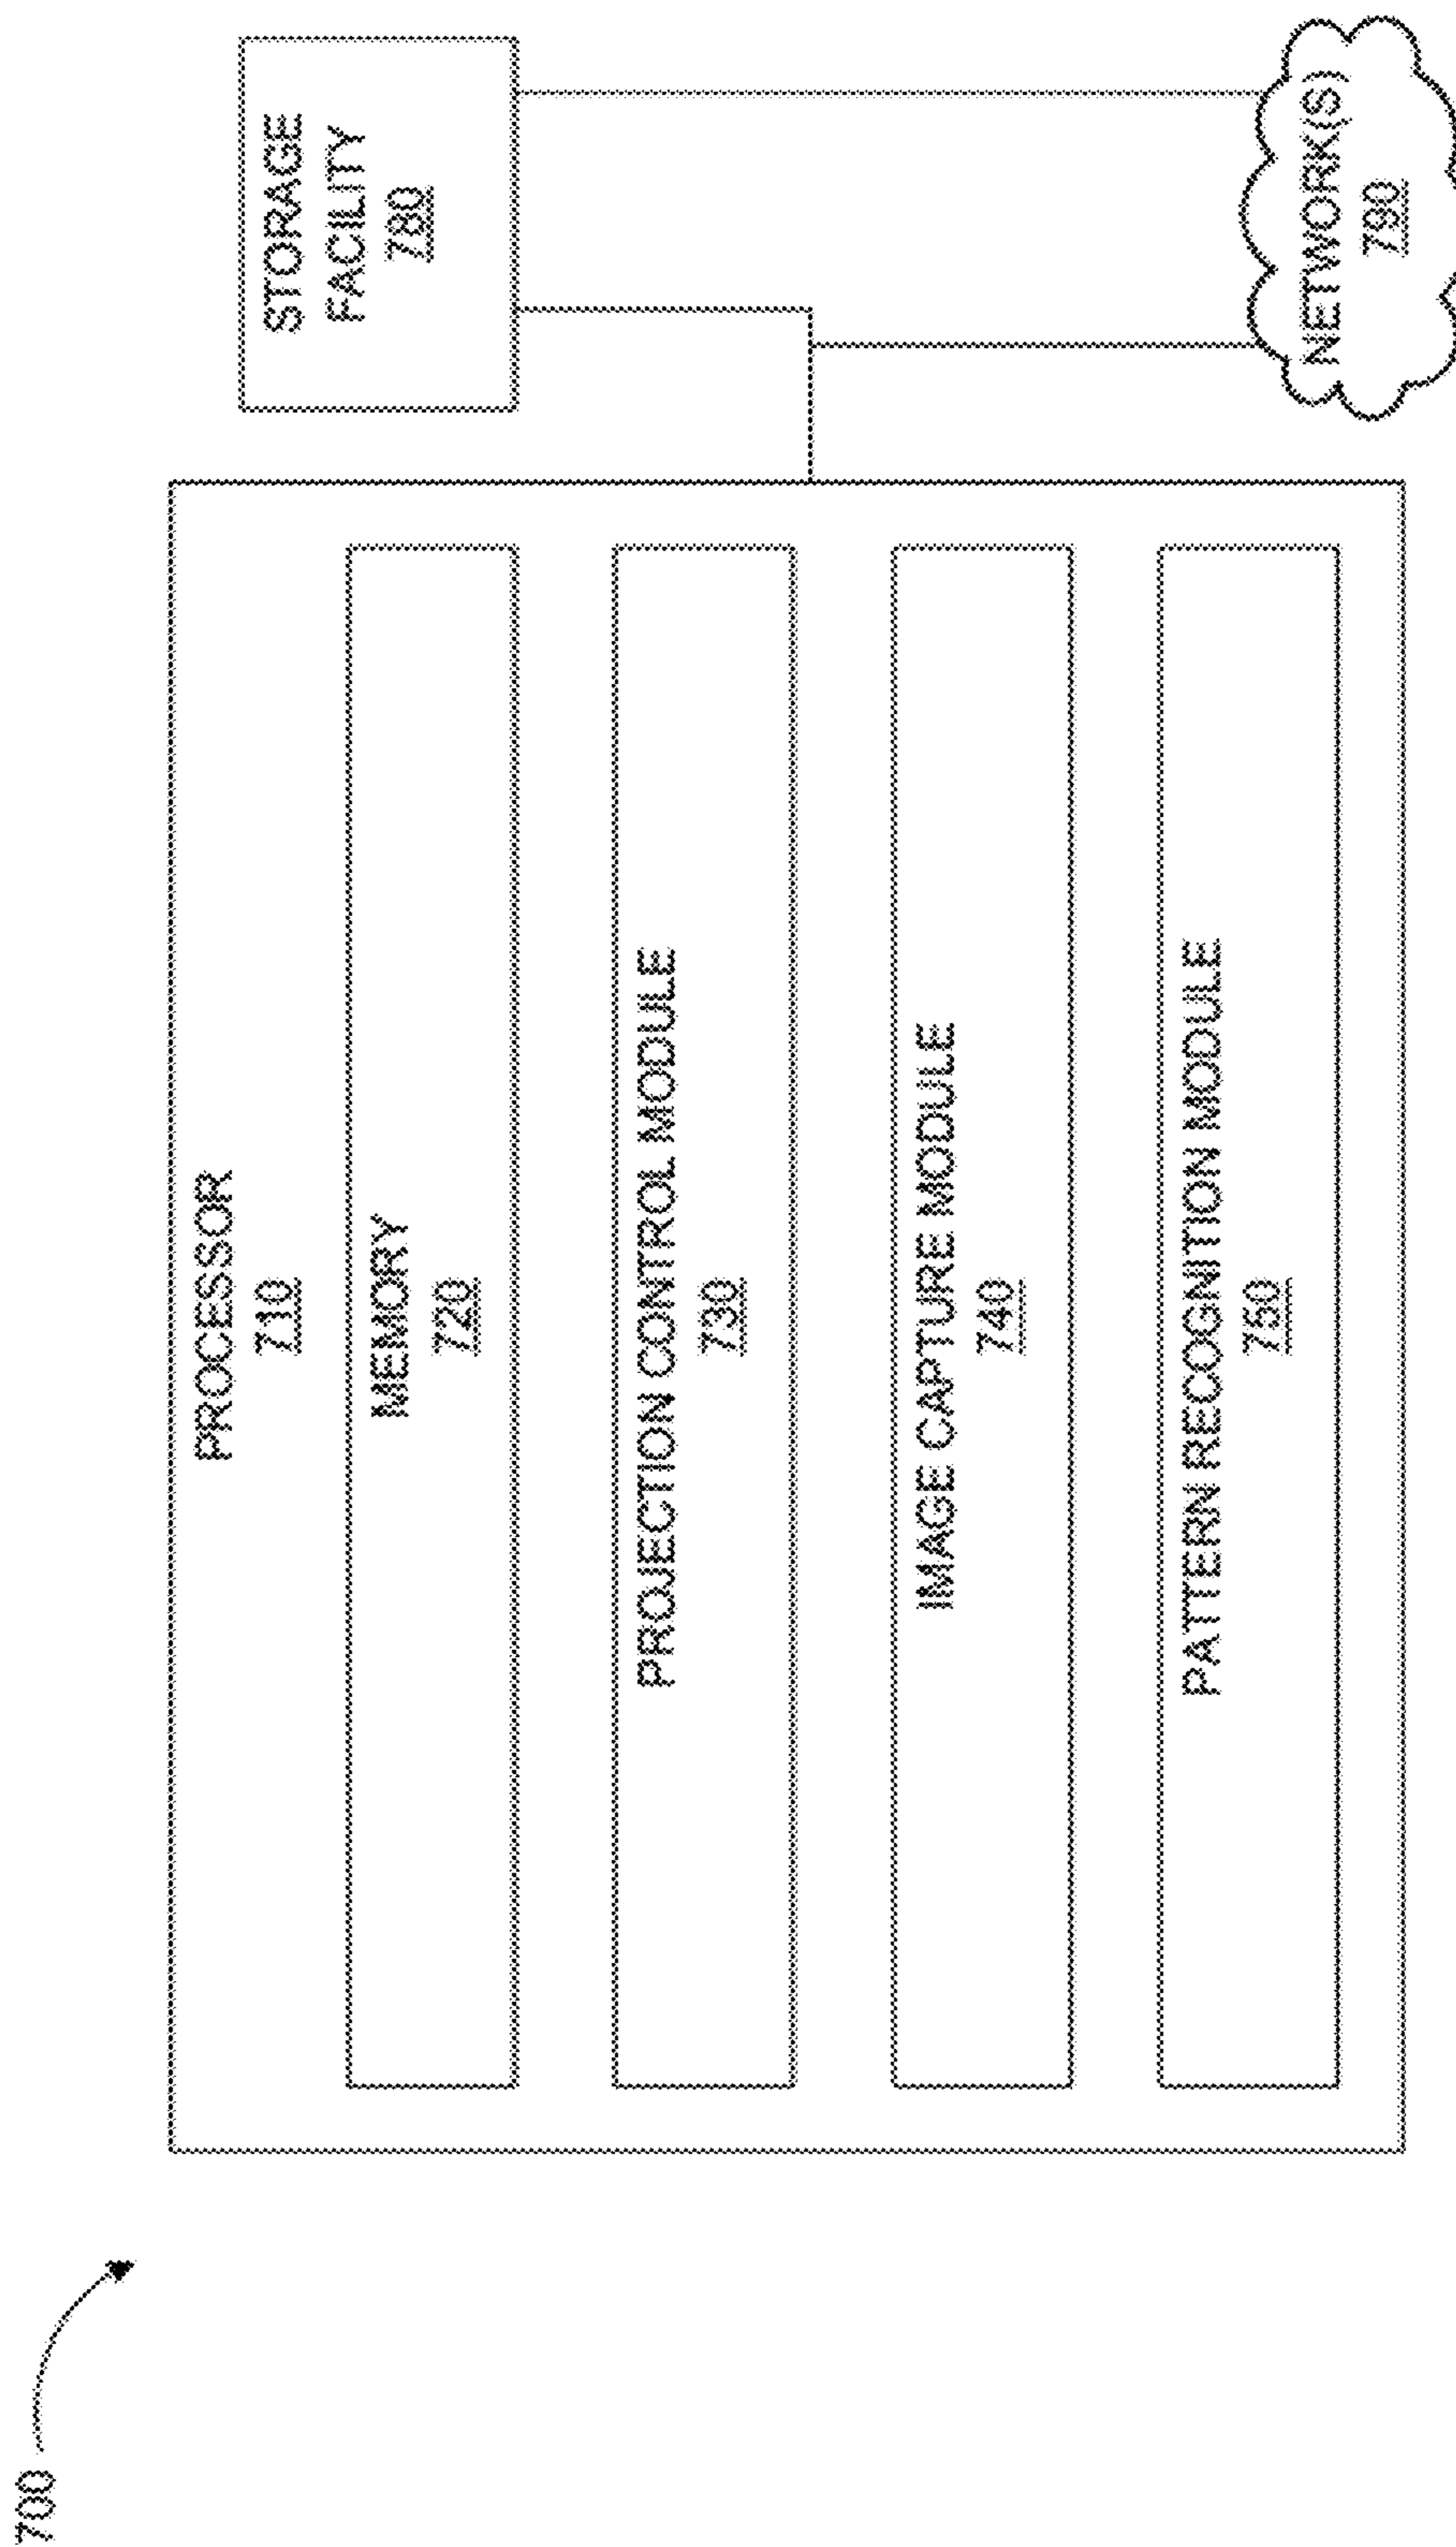 700
PROCESSOR
710
MEMORY
720
PROJECTION CONTROL MODULE
730
IMAGE CAPTURE MODULE
740
PATTERN RECOGNITION MODULE
750
STORAGE
FACILITY
780
NETWORK(S)
790